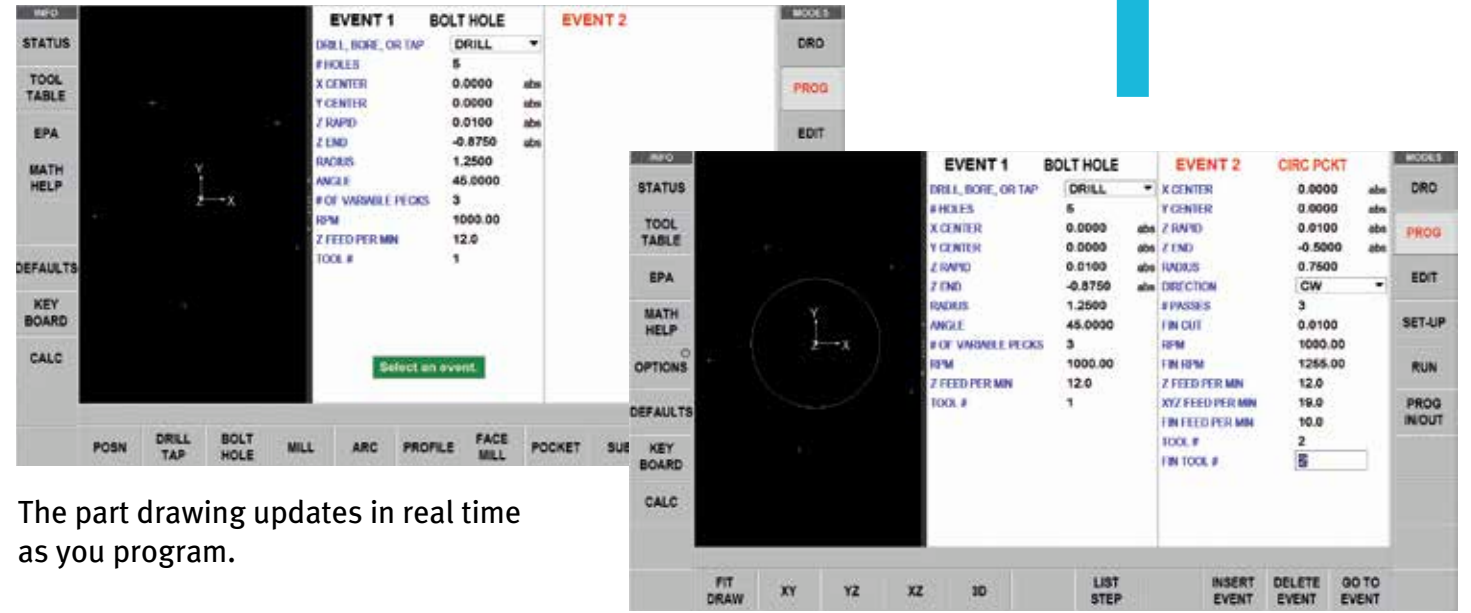 INFO
STATUS
TOOL
TABLE
EPA
MATH
HELP
DEFAULTS
KEY
BOARD
CALC
EVENT 1 BOLT HOLE
DRILL, BORE, OR TAP DRILL
# HOLES 5
X CENTER 0.0000 abs
Y CENTER 0.0000 abs
Z RAPID 0.0100 abs
Z END -0.8750 abs
RADIUS 1.2500
ANGLE 45.0000
# OF VARIABLE PECKS 3
RPM 1000.00
Z FEED PER MIN 12.0
TOOL # 1
Select an event.
EVENT 2
MODES
DRO
PROG
EDIT
Y
Z X
POSN
DRILL
TAP
BOLT
HOLE
MILL
ARC
PROFILE
FACE
MILL
POCKET
SUB
The part drawing updates in real time
as you program.
INFO
STATUS
TOOL
TABLE
EPA
MATH
HELP
OPTIONS
DEFAULTS
KEY
BOARD
CALC
Y
Z X
EVENT 1 BOLT HOLE
DRILL, BORE, OR TAP DRILL
# HOLES 5
X CENTER 0.0000 abs
Y CENTER 0.0000 abs
Z RAPID 0.0100 abs
Z END -0.8750 abs
RADIUS 1.2500
ANGLE 45.0000
# OF VARIABLE PECKS 3
RPM 1000.00
Z FEED PER MIN 12.0
TOOL # 1
EVENT 2 CIRC PCKT
X CENTER 0.0000 abs
Y CENTER 0.0000 abs
Z RAPID 0.0100 abs
Z END -0.5000 abs
RADIUS 0.7500
DIRECTION CW
# PASSES 3
FIN CUT 0.0100
RPM 1000.00
FIN RPM 1255.00
Z FEED PER MIN 12.0
XYZ FEED PER MIN 19.0
FIN FEED PER MIN 10.0
TOOL # 2
FIN TOOL # 2
MODES
DRO
PROG
EDIT
SET-UP
RUN
PROG
IN/OUT
FIT
DRAW
XY
YZ
XZ
3D
LIST
STEP
INSERT
EVENT
DELETE
EVENT
GO TO
EVENT